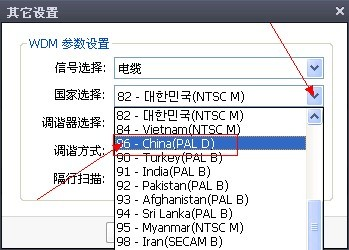 其它设置
WDM 参数设置
信号选择: 电缆
国家选择: 82 - 대한민국(NTSC M)
调谐器选择:
调谐方式:
隔行扫描:
82 - 대한민국(NTSC M)
84 - Vietnam(NTSC M)
86 - China(PAL D)
90 - Turkey(PAL B)
91 - India(PAL B)
92 - Pakistan(PAL B)
93 - Afghanistan(PAL B)
94 - Sri Lanka(PAL B)
95 - Myanmar(NTSC M)
98 - Iran(SECAM B)